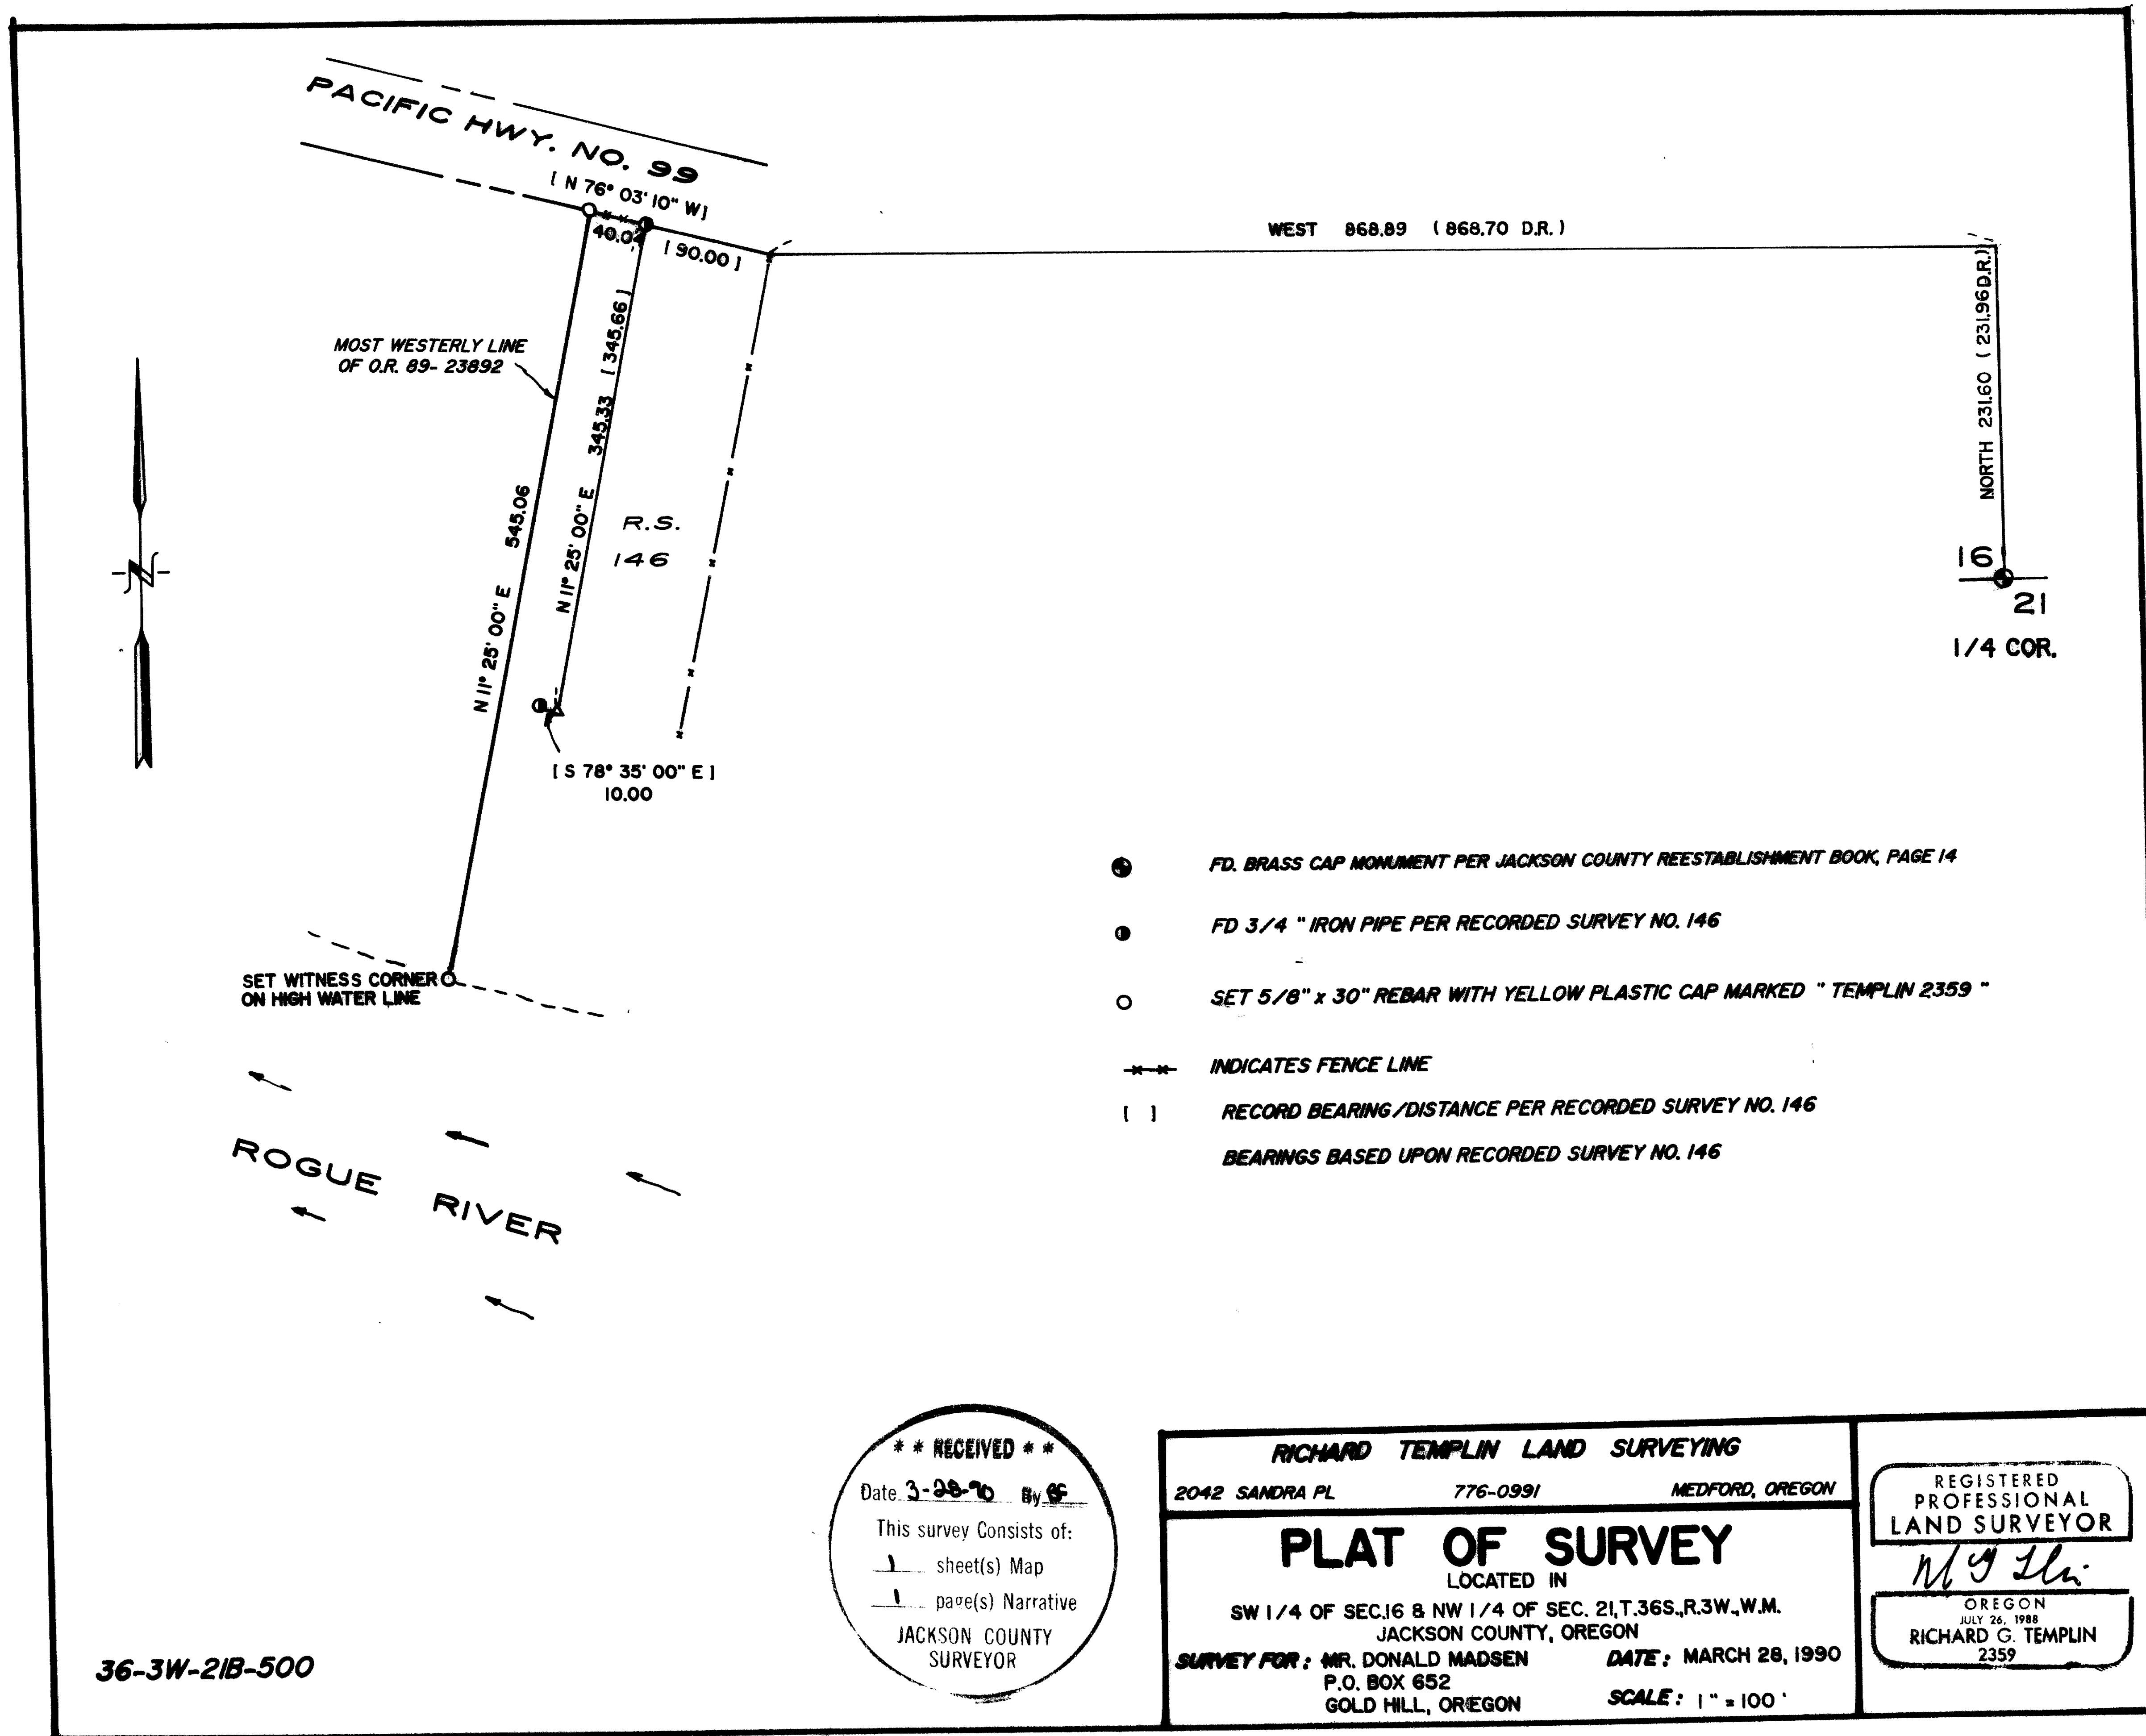 PACIFIC HWY. NO. 99
[ N 76° 03' 10" W ]
40.04
[ 90.00 ]
WEST 868.89 ( 868.70 D.R. )
NORTH 231.60 ( 231.96 D.R. )
MOST WESTERLY LINE
OF O.R. 89- 23892
N 11° 25' 00" E 545.06
N 11° 25' 00" E 345.33 [ 345.66 ]
R.S.
146
N
16
21
1/4 COR.
[ S 78° 35' 00" E ]
10.00
SET WITNESS CORNER
ON HIGH WATER LINE
FD. BRASS CAP MONUMENT PER JACKSON COUNTY REESTABLISHMENT BOOK, PAGE 14
FD 3/4 " IRON PIPE PER RECORDED SURVEY NO. 146
SET 5/8" x 30" REBAR WITH YELLOW PLASTIC CAP MARKED " TEMPLIN 2359 "
INDICATES FENCE LINE
[ ] RECORD BEARING/DISTANCE PER RECORDED SURVEY NO. 146
BEARINGS BASED UPON RECORDED SURVEY NO. 146
ROGUE RIVER
* * RECEIVED * *
Date 3-28-90 By BF
This survey Consists of:
1 sheet(s) Map
1 page(s) Narrative
JACKSON COUNTY
SURVEYOR
36-3W-21B-500
RICHARD TEMPLIN LAND SURVEYING
2042 SANDRA PL 776-0991 MEDFORD, OREGON
PLAT OF SURVEY
LOCATED IN
SW 1/4 OF SEC.16 & NW 1/4 OF SEC. 21,T.36S.,R.3W.,W.M.
JACKSON COUNTY, OREGON
SURVEY FOR : MR. DONALD MADSEN DATE : MARCH 28, 1990
P.O. BOX 652
GOLD HILL, OREGON SCALE : 1 " = 100 '
REGISTERED
PROFESSIONAL
LAND SURVEYOR
OREGON
JULY 26, 1988
RICHARD G. TEMPLIN
2359